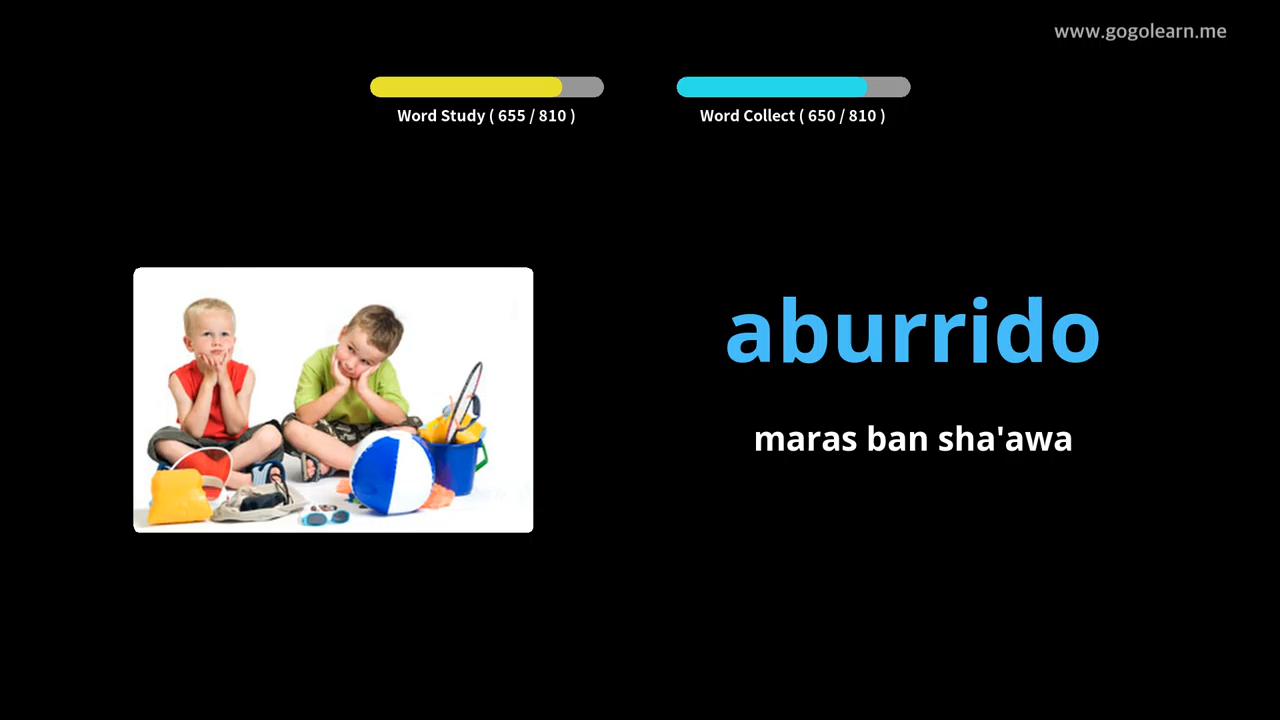 www.gogolearn.me
Word Study ( 655 / 810 )
Word Collect ( 650 / 810 )
aburrido
maras ban sha'awa